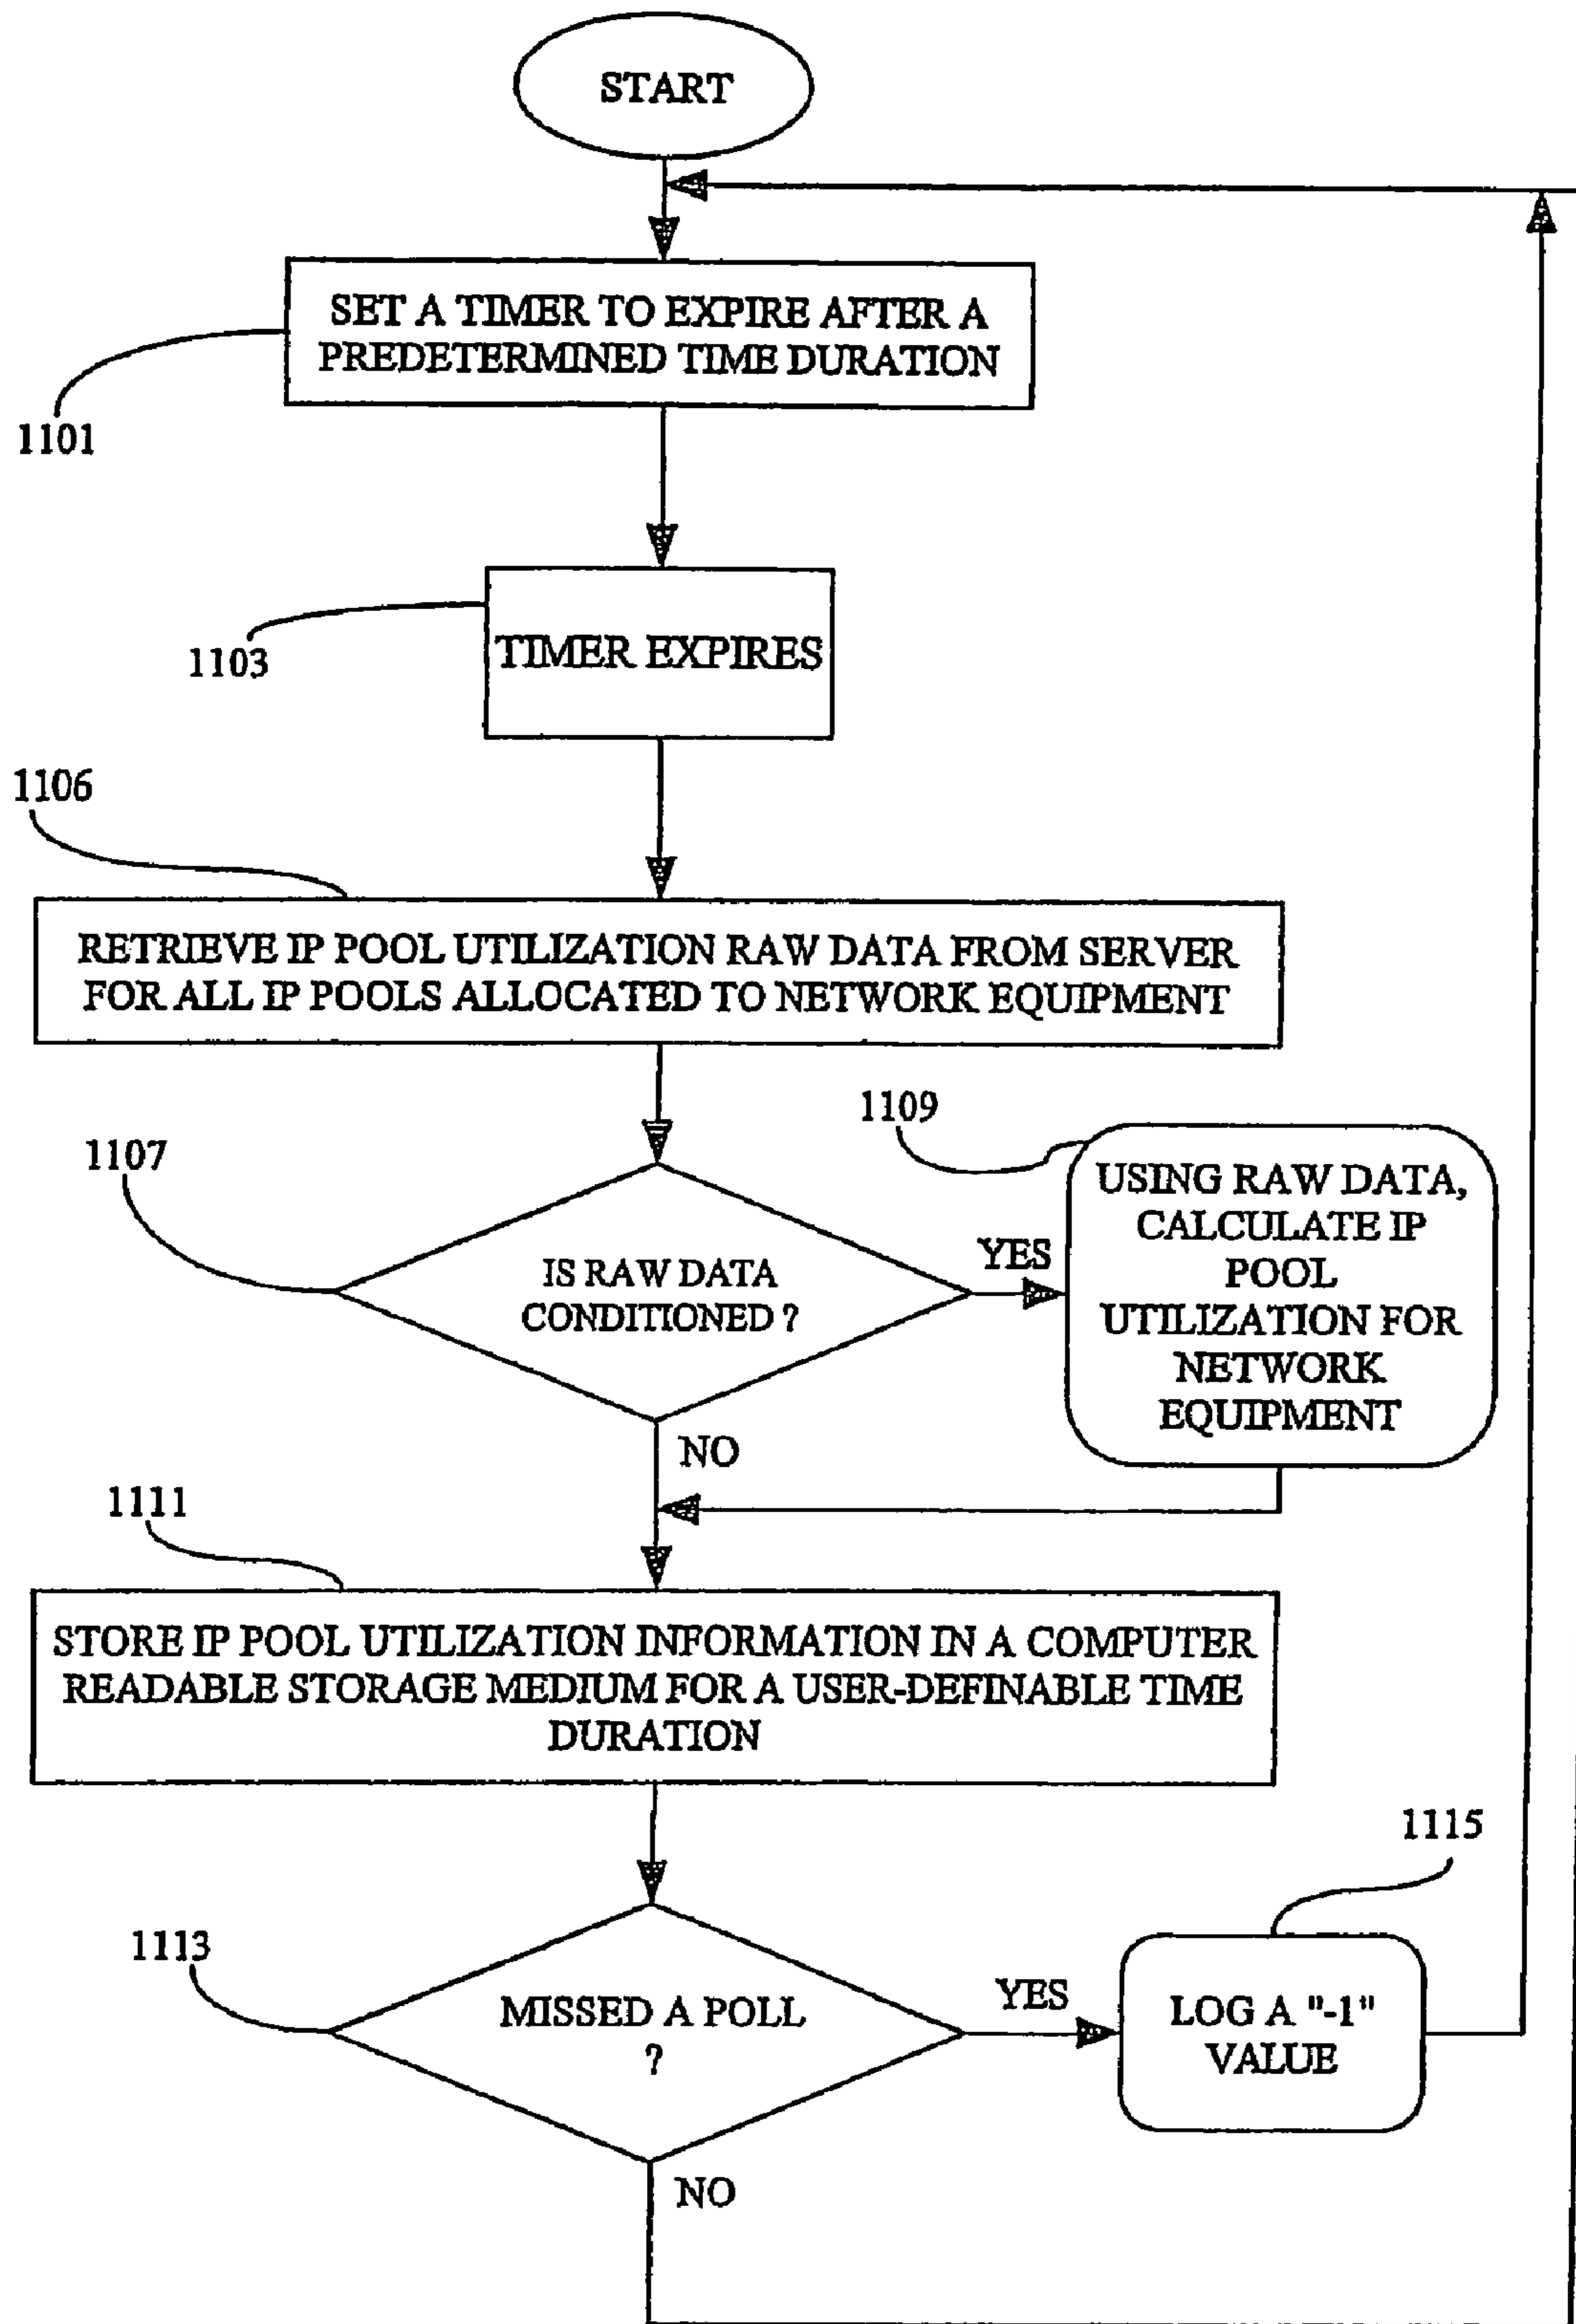 START
SET A TIMER TO EXPIRE AFTER A
PREDETERMINED TIME DURATION
1101
TIMER EXPIRES
1103
1106
RETRIEVE IP POOL UTILIZATION RAW DATA FROM SERVER
FOR ALL IP POOLS ALLOCATED TO NETWORK EQUIPMENT
1107
IS RAW DATA
CONDITIONED ?
YES
1109
USING RAW DATA,
CALCULATE IP
POOL
UTILIZATION FOR
NETWORK
EQUIPMENT
NO
1111
STORE IP POOL UTILIZATION INFORMATION IN A COMPUTER
READABLE STORAGE MEDIUM FOR A USER-DEFINABLE TIME
DURATION
1113
MISSED A POLL
?
YES
1115
LOG A "-1"
VALUE
NO